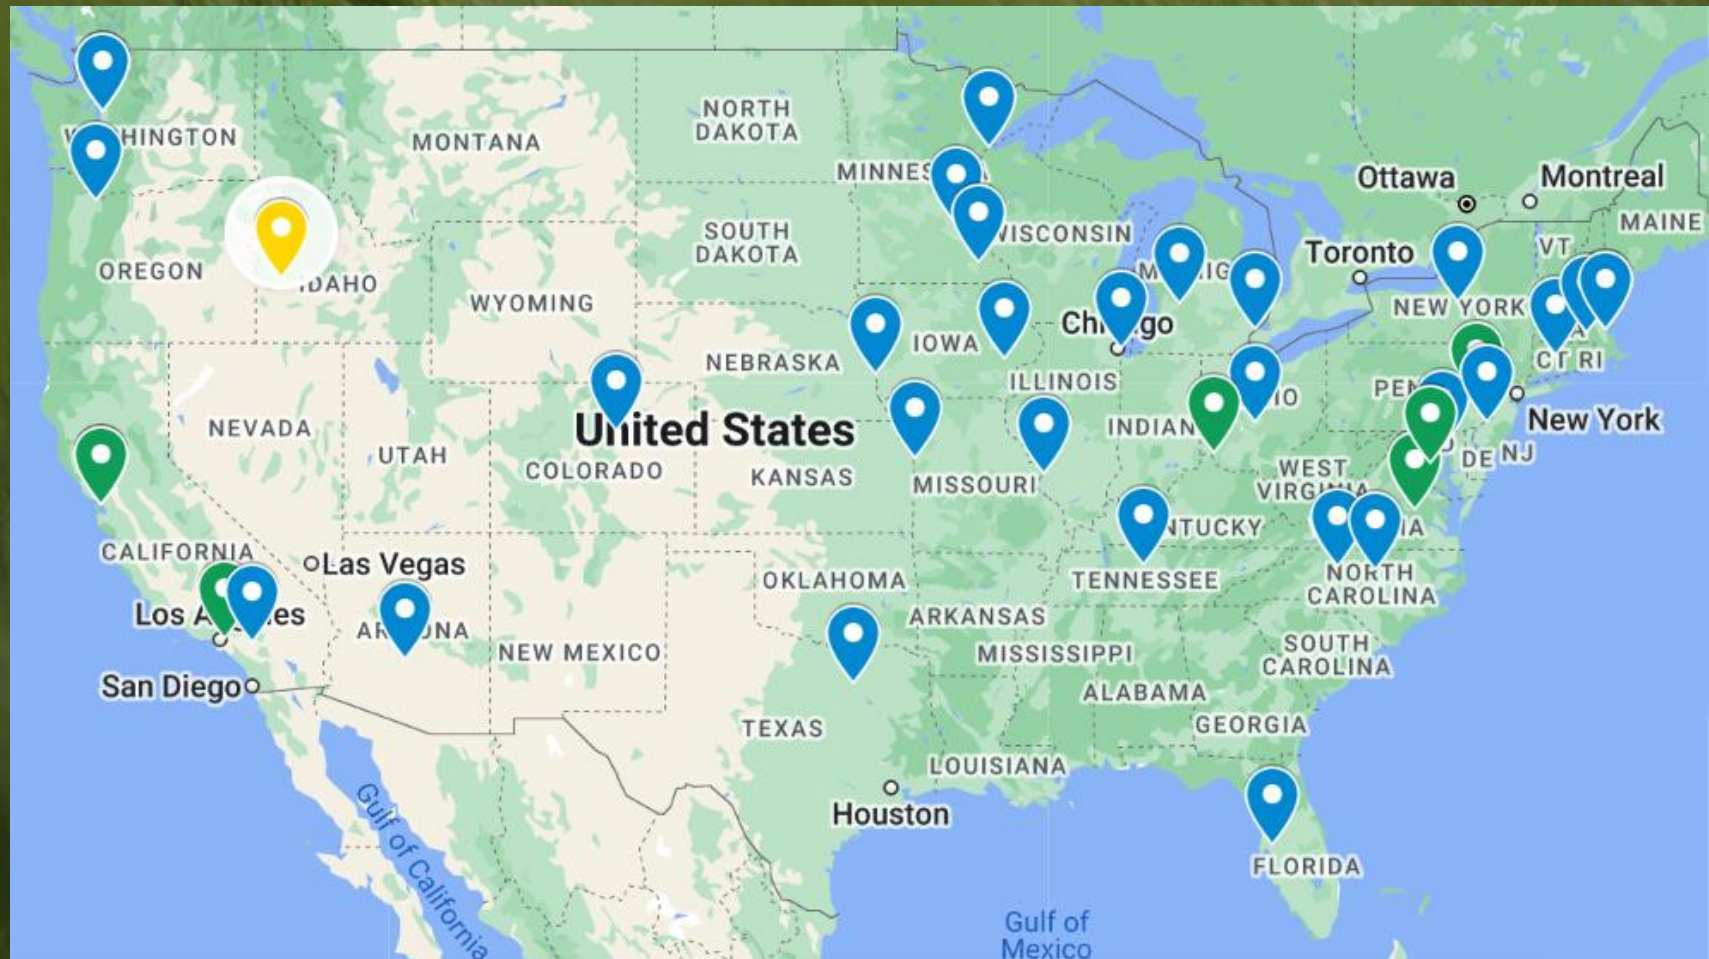 NORTH
DAKOTA
MONTANA
Ottawa
Montreal
MAINE
VT
WISCONSIN
SOUTH
DAKOTA
Toronto
OREGON
IDAHO
WYOMING
NEW YORK
IOWA
NEBRASKA
CT RI
ILLINOIS
New York
NEVADA
United States
UTAH
COLORADO
KANSAS
MISSOURI
WEST
VIRGINIA
DE NJ
CALIFORNIA
Las Vegas
OKLAHOMA
TENNESSEE
NORTH
CAROLINA
ARKANSAS
NEW MEXICO
MISSISSIPPI
SOUTH
CAROLINA
San Diego
ALABAMA
TEXAS
GEORGIA
LOUISIANA
Houston
FLORIDA
Gulf of California
Gulf of
Mexico